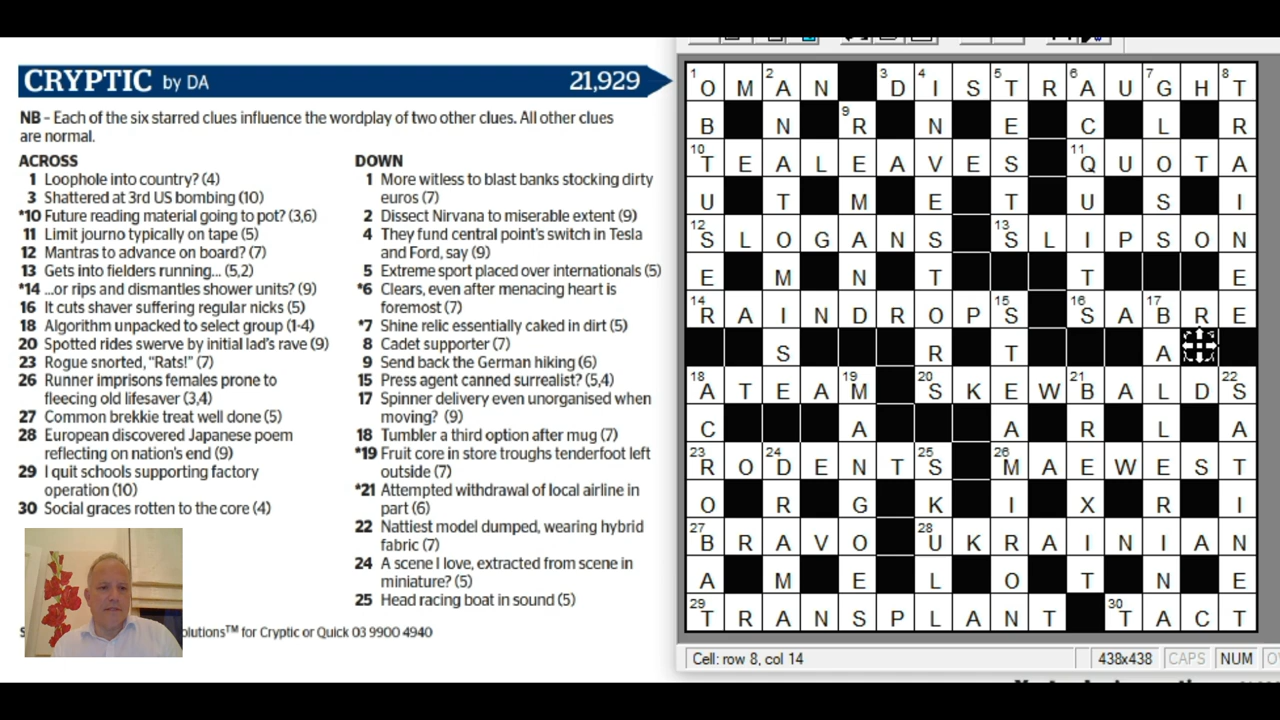 CRYPTIC by DA 21,929
NB – Each of the six starred clues influence the wordplay of two other clues. All other clues
are normal.
ACROSS
1 Loophole into country? (4)
3 Shattered at 3rd US bombing (10)
*10 Future reading material going to pot? (3,6)
11 Limit journo typically on tape (5)
12 Mantras to advance on board? (7)
13 Gets into fielders running... (5,2)
*14 ...or rips and dismantles shower units? (9)
16 It cuts shaver suffering regular nicks (5)
18 Algorithm unpacked to select group (1-4)
20 Spotted rides swerve by initial lad's rave (9)
23 Rogue snorted, "Rats!" (7)
26 Runner imprisons females prone to
fleecing old lifesaver (3,4)
27 Common brekkie treat well done (5)
28 European discovered Japanese poem
reflecting on nation's end (9)
29 I quit schools supporting factory
operation (10)
30 Social graces rotten to the core (4)
DOWN
1 More witless to blast banks stocking dirty
euros (7)
2 Dissect Nirvana to miserable extent (9)
4 They fund central point's switch in Tesla
and Ford, say (9)
5 Extreme sport placed over internationals (5)
*6 Clears, even after menacing heart is
foremost (7)
*7 Shine relic essentially caked in dirt (5)
8 Cadet supporter (7)
9 Send back the German hiking (6)
15 Press agent canned surrealist? (5,4)
17 Spinner delivery even unorganised when
moving? (9)
18 Tumbler a third option after mug (7)
*19 Fruit core in store troughs tenderfoot left
outside (7)
*21 Attempted withdrawal of local airline in
part (6)
22 Nattiest model dumped, wearing hybrid
fabric (7)
24 A scene I love, extracted from scene in
miniature? (5)
25 Head racing boat in sound (5)
S olutions™ for Cryptic or Quick 03 9900 4940
1 2 3 4 5 6 7 8
O M A N D I S T R A U G H T
9
B N R N E C L R
10 11
T E A L E A V E S Q U O T A
U T M E T U S I
12 13
S L O G A N S S L I P S O N
E M N T T E
14 15 16 17
R A I N D R O P S S A B R E
S R T A
18 19 20 21 22
A T E A M S K E W B A L D S
C A A R L A
23 24 25 26
R O D E N T S M A E W E S T
O R G K I X R I
27 28
B R A V O U K R A I N I A N
A M E L O T N E
29 30
T R A N S P L A N T T A C T
Cell: row 8, col 14 438x438 CAPS NUM